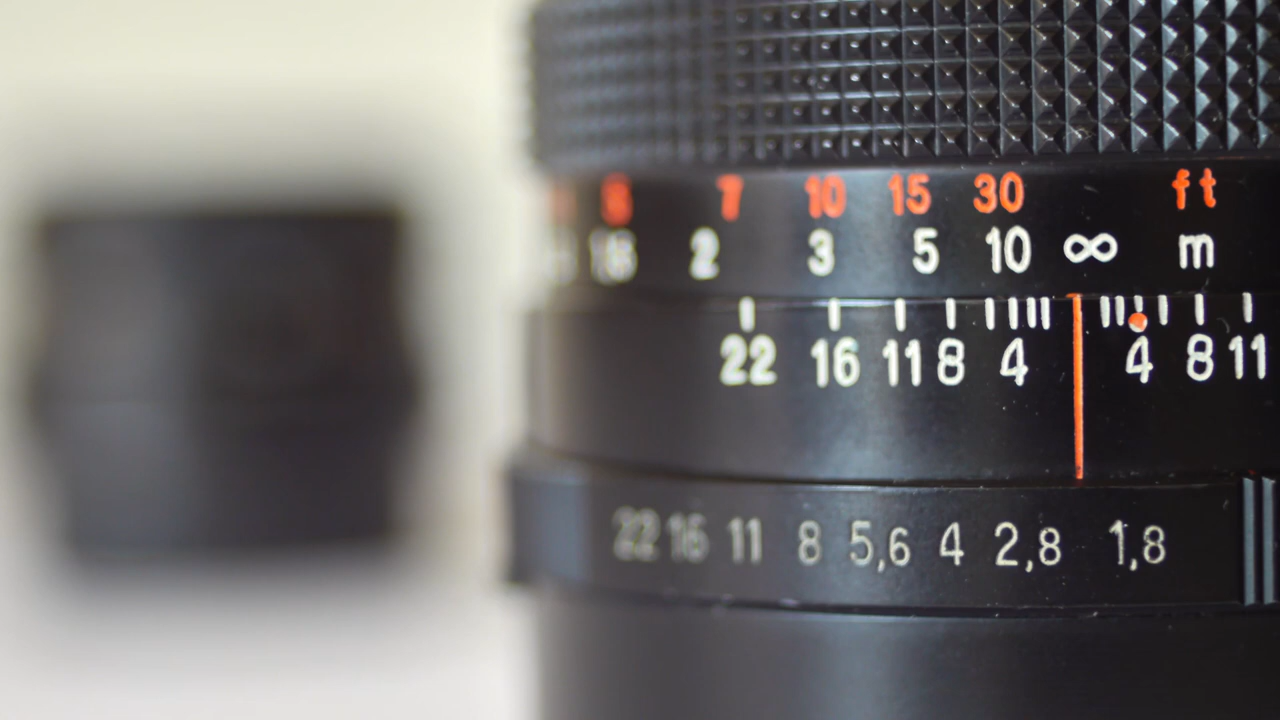 7 10 15 30 ft
2 3 5 10 ∞ m
22 16 11 8 4 4 8 11
22 16 11 8 5,6 4 2,8 1,8